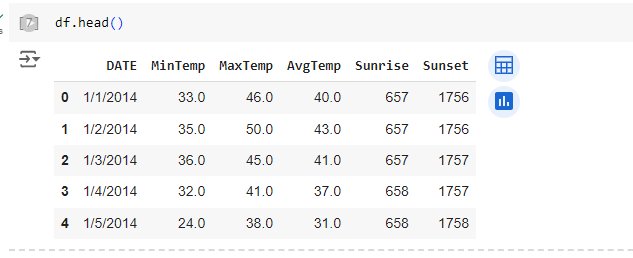 7 df.head()
DATE MinTemp MaxTemp AvgTemp Sunrise Sunset
0 1/1/2014 33.0 46.0 40.0 657 1756
1 1/2/2014 35.0 50.0 43.0 657 1756
2 1/3/2014 36.0 45.0 41.0 657 1757
3 1/4/2014 32.0 41.0 37.0 658 1757
4 1/5/2014 24.0 38.0 31.0 658 1758